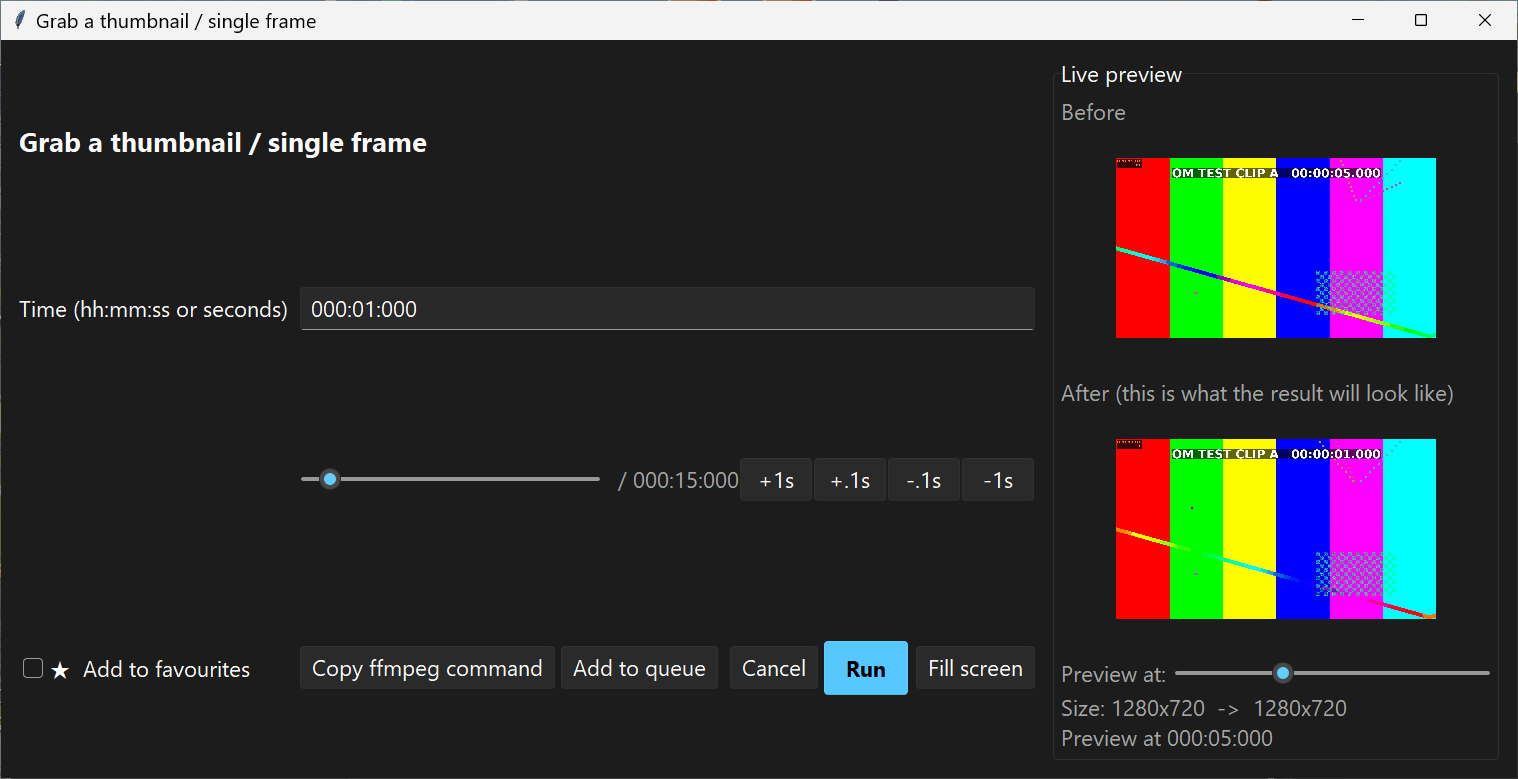 Grab a thumbnail / single frame
Grab a thumbnail / single frame
Time (hh:mm:ss or seconds) 000:01:000
/ 000:15:000 +1s +.1s -.1s -1s
★ Add to favourites Copy ffmpeg command Add to queue Cancel Run Fill screen
Live preview
Before
OM TEST CLIP A 00:00:05.000
After (this is what the result will look like)
OM TEST CLIP A 00:00:01.000
Preview at:
Size: 1280x720 -> 1280x720
Preview at 000:05:000